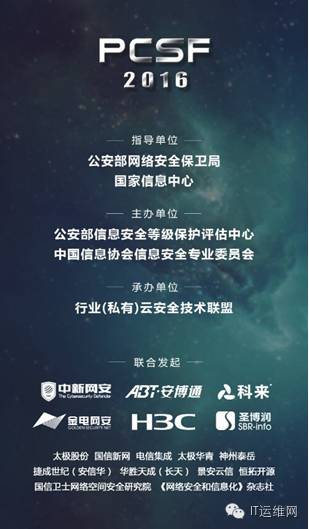 PCSF
2016
指导单位
公安部网络安全保卫局
国家信息中心
主办单位
公安部信息安全等级保护评估中心
中国信息协会信息安全专业委员会
承办单位
行业(私有)云安全技术联盟
联合发起
中新网安 The Cybersecurity Defender ABT·安博通 科来
金电网安 GOLDEN SECURITY NET H3C 圣博润 SBR-info
太极股份 国信新网 电信集成 太极华青 神州泰岳
捷成世纪(安信华) 华胜天成(长天) 景安云信 恒拓开源
国信卫士网络空间安全研究院 《网络安全和信息化》杂志社
IT运维网